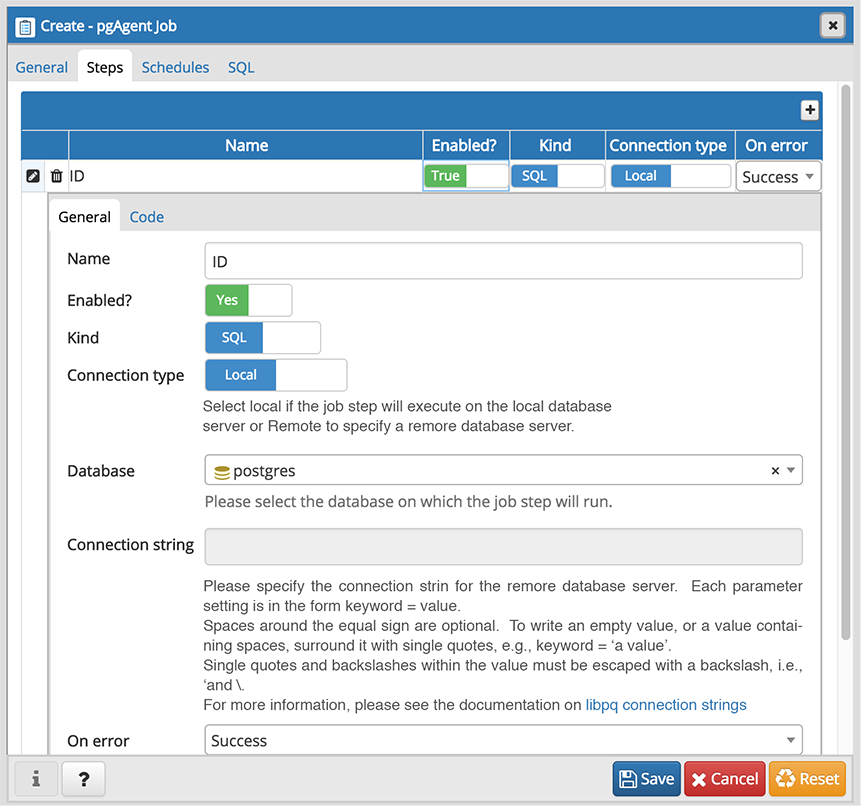 Create - pgAgent Job
General Steps Schedules SQL
Name Enabled? Kind Connection type On error
ID True SQL Local Success
General Code
Name ID
Enabled? Yes
Kind SQL
Connection type Local
Select local if the job step will execute on the local database
server or Remote to specify a remore database server.
Database postgres
Please select the database on which the job step will run.
Connection string
Please specify the connection strin for the remore database server. Each parameter
setting is in the form keyword = value.
Spaces around the equal sign are optional. To write an empty value, or a value contai-
ning spaces, surround it with single quotes, e.g., keyword = ‘a value’.
Single quotes and backslashes within the value must be escaped with a backslash, i.e.,
‘and \.
For more information, please see the documentation on libpq connection strings
On error Success
i ? Save Cancel Reset